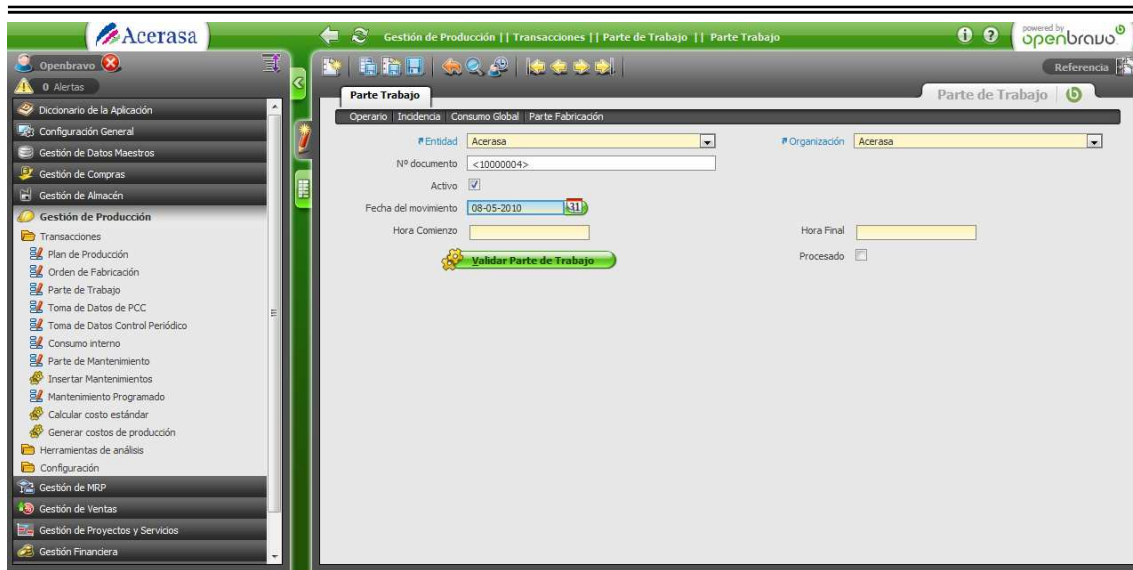 Acerasa
Gestión de Producción || Transacciones || Parte de Trabajo || Parte Trabajo
powered by
openbravo
Openbravo
0 Alertas
Referencia
Diccionario de la Aplicación
Configuración General
Gestión de Datos Maestros
Gestión de Compras
Gestión de Almacén
Gestión de Producción
Transacciones
Plan de Producción
Orden de Fabricación
Parte de Trabajo
Toma de Datos de PCC
Toma de Datos Control Periódico
Consumo interno
Parte de Mantenimiento
Insertar Mantenimientos
Mantenimiento Programado
Calcular costo estándar
Generar costos de producción
Herramientas de análisis
Configuración
Gestión de MRP
Gestión de Ventas
Gestión de Proyectos y Servicios
Gestión Financiera
Parte Trabajo
Parte de Trabajo
Operario Incidencia Consumo Global Parte Fabricación
Entidad Acerasa Organización Acerasa
Nº documento <10000004>
Activo
Fecha del movimiento 08-05-2010 31
Hora Comienzo Hora Final
Validar Parte de Trabajo Procesado